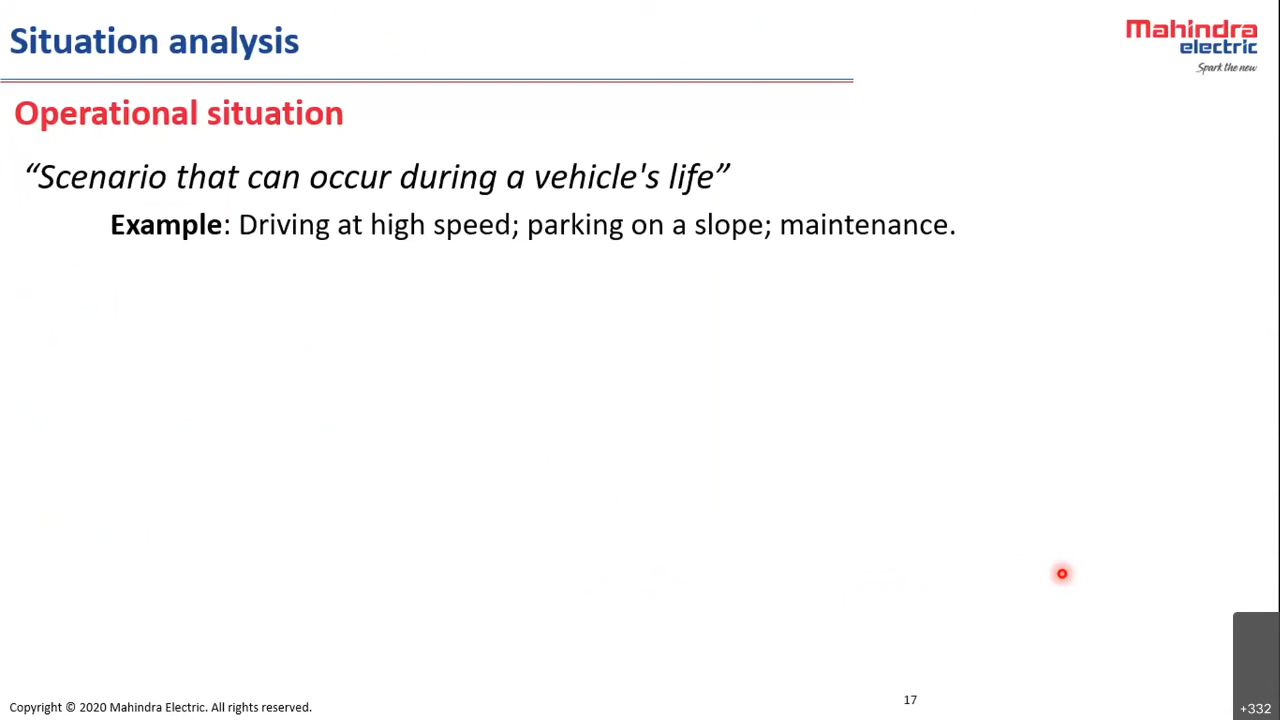 Situation analysis
Mahindra
electric
Spark the new
Operational situation
“Scenario that can occur during a vehicle's life”
Example: Driving at high speed; parking on a slope; maintenance.
17
Copyright © 2020 Mahindra Electric. All rights reserved.
+332